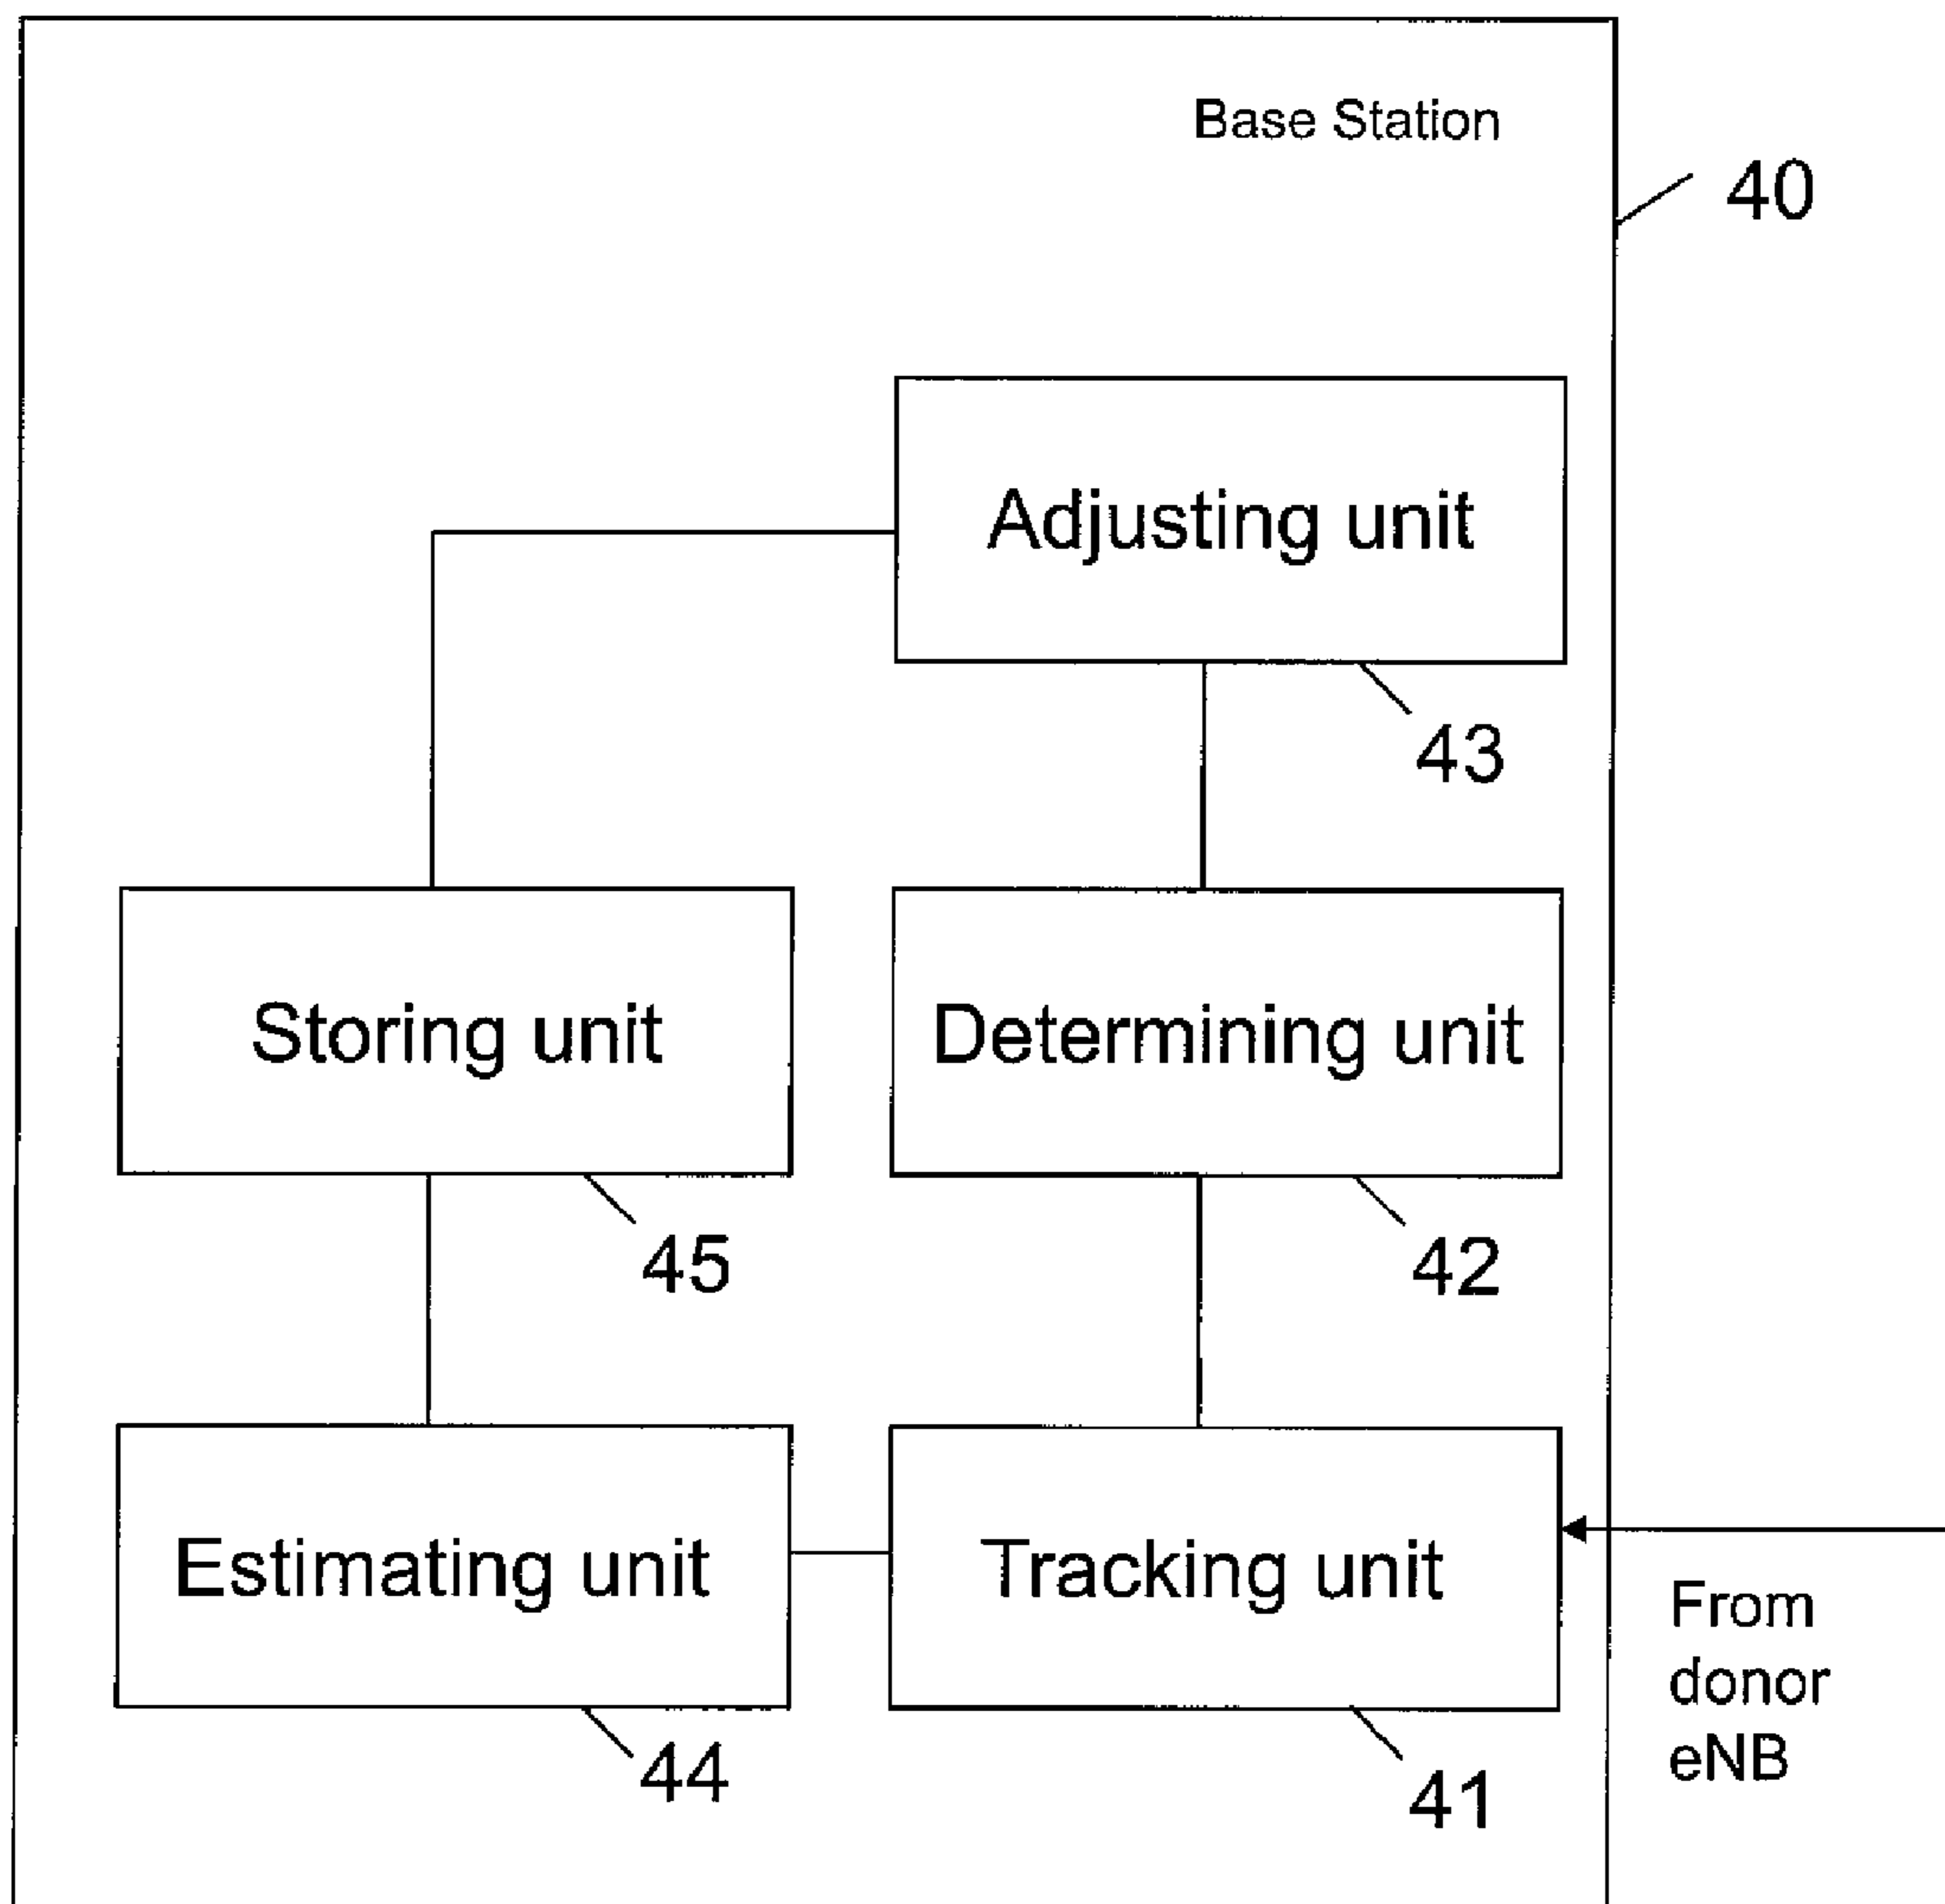 Base Station
40
Adjusting unit
43
Storing unit
Determining unit
45
42
Estimating unit
Tracking unit
From
donor
eNB
44
41